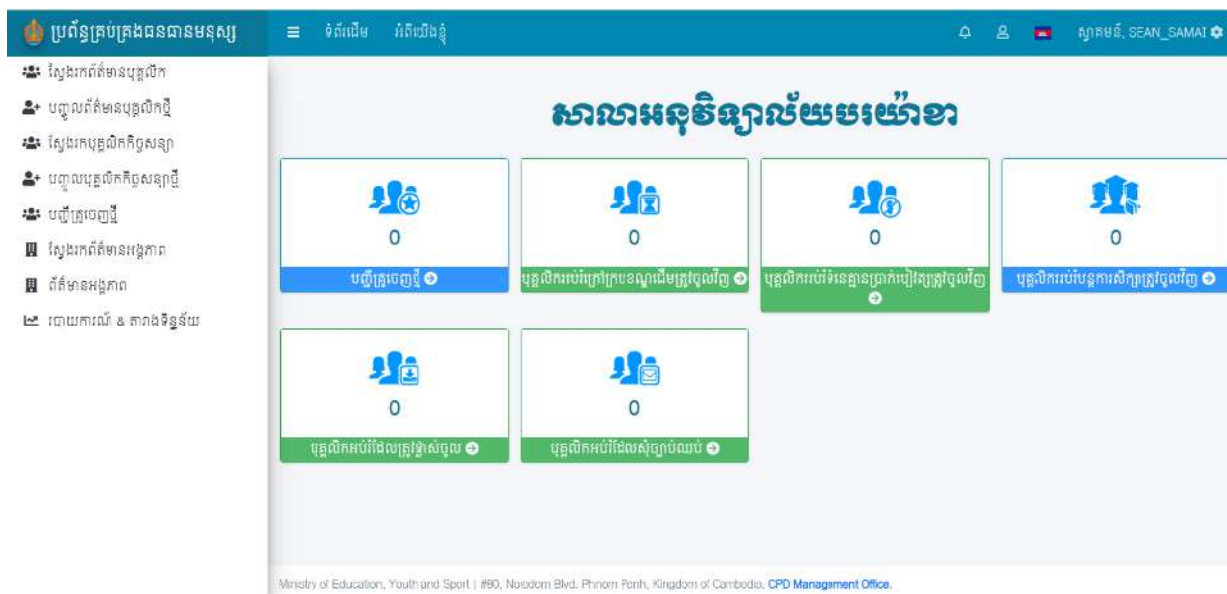 ប្រព័ន្ធគ្រប់គ្រងធនធានមនុស្ស
ទំព័រដើម អំពីយើងខ្ញុំ
ស្វាគមន៍, SEAN_SAMAI
ស្វែងរកព័ត៌មានបុគ្គលិក
បញ្ចូលព័ត៌មានបុគ្គលិកថ្មី
ស្វែងរកបុគ្គលិកកិច្ចសន្យា
បញ្ចូលបុគ្គលិកកិច្ចសន្យាថ្មី
បញ្ជីគ្រូចេញថ្មី
ស្វែងរកព័ត៌មានអង្គភាព
ព័ត៌មានអង្គភាព
របាយការណ៍ & តារាងទិន្នន័យ
សាលាអនុវិទ្យាល័យបរយ៉ាខា
0
បញ្ជីគ្រូចេញថ្មី
0
បុគ្គលិកអប់រំក្រៅក្របខណ្ឌដើមត្រូវចូលវិញ
0
បុគ្គលិកអប់រំទំនេរគ្មានប្រាក់បៀវត្សត្រូវចូលវិញ
0
បុគ្គលិកអប់រំបន្តការសិក្សាត្រូវចូលវិញ
0
បុគ្គលិកអប់រំដែលត្រូវផ្លាស់ចូល
0
បុគ្គលិកអប់រំដែលសុំច្បាប់ឈប់
Ministry of Education, Youth and Sport | #80, Norodom Blvd. Phnom Penh, Kingdom of Cambodia. CPD Management Office.